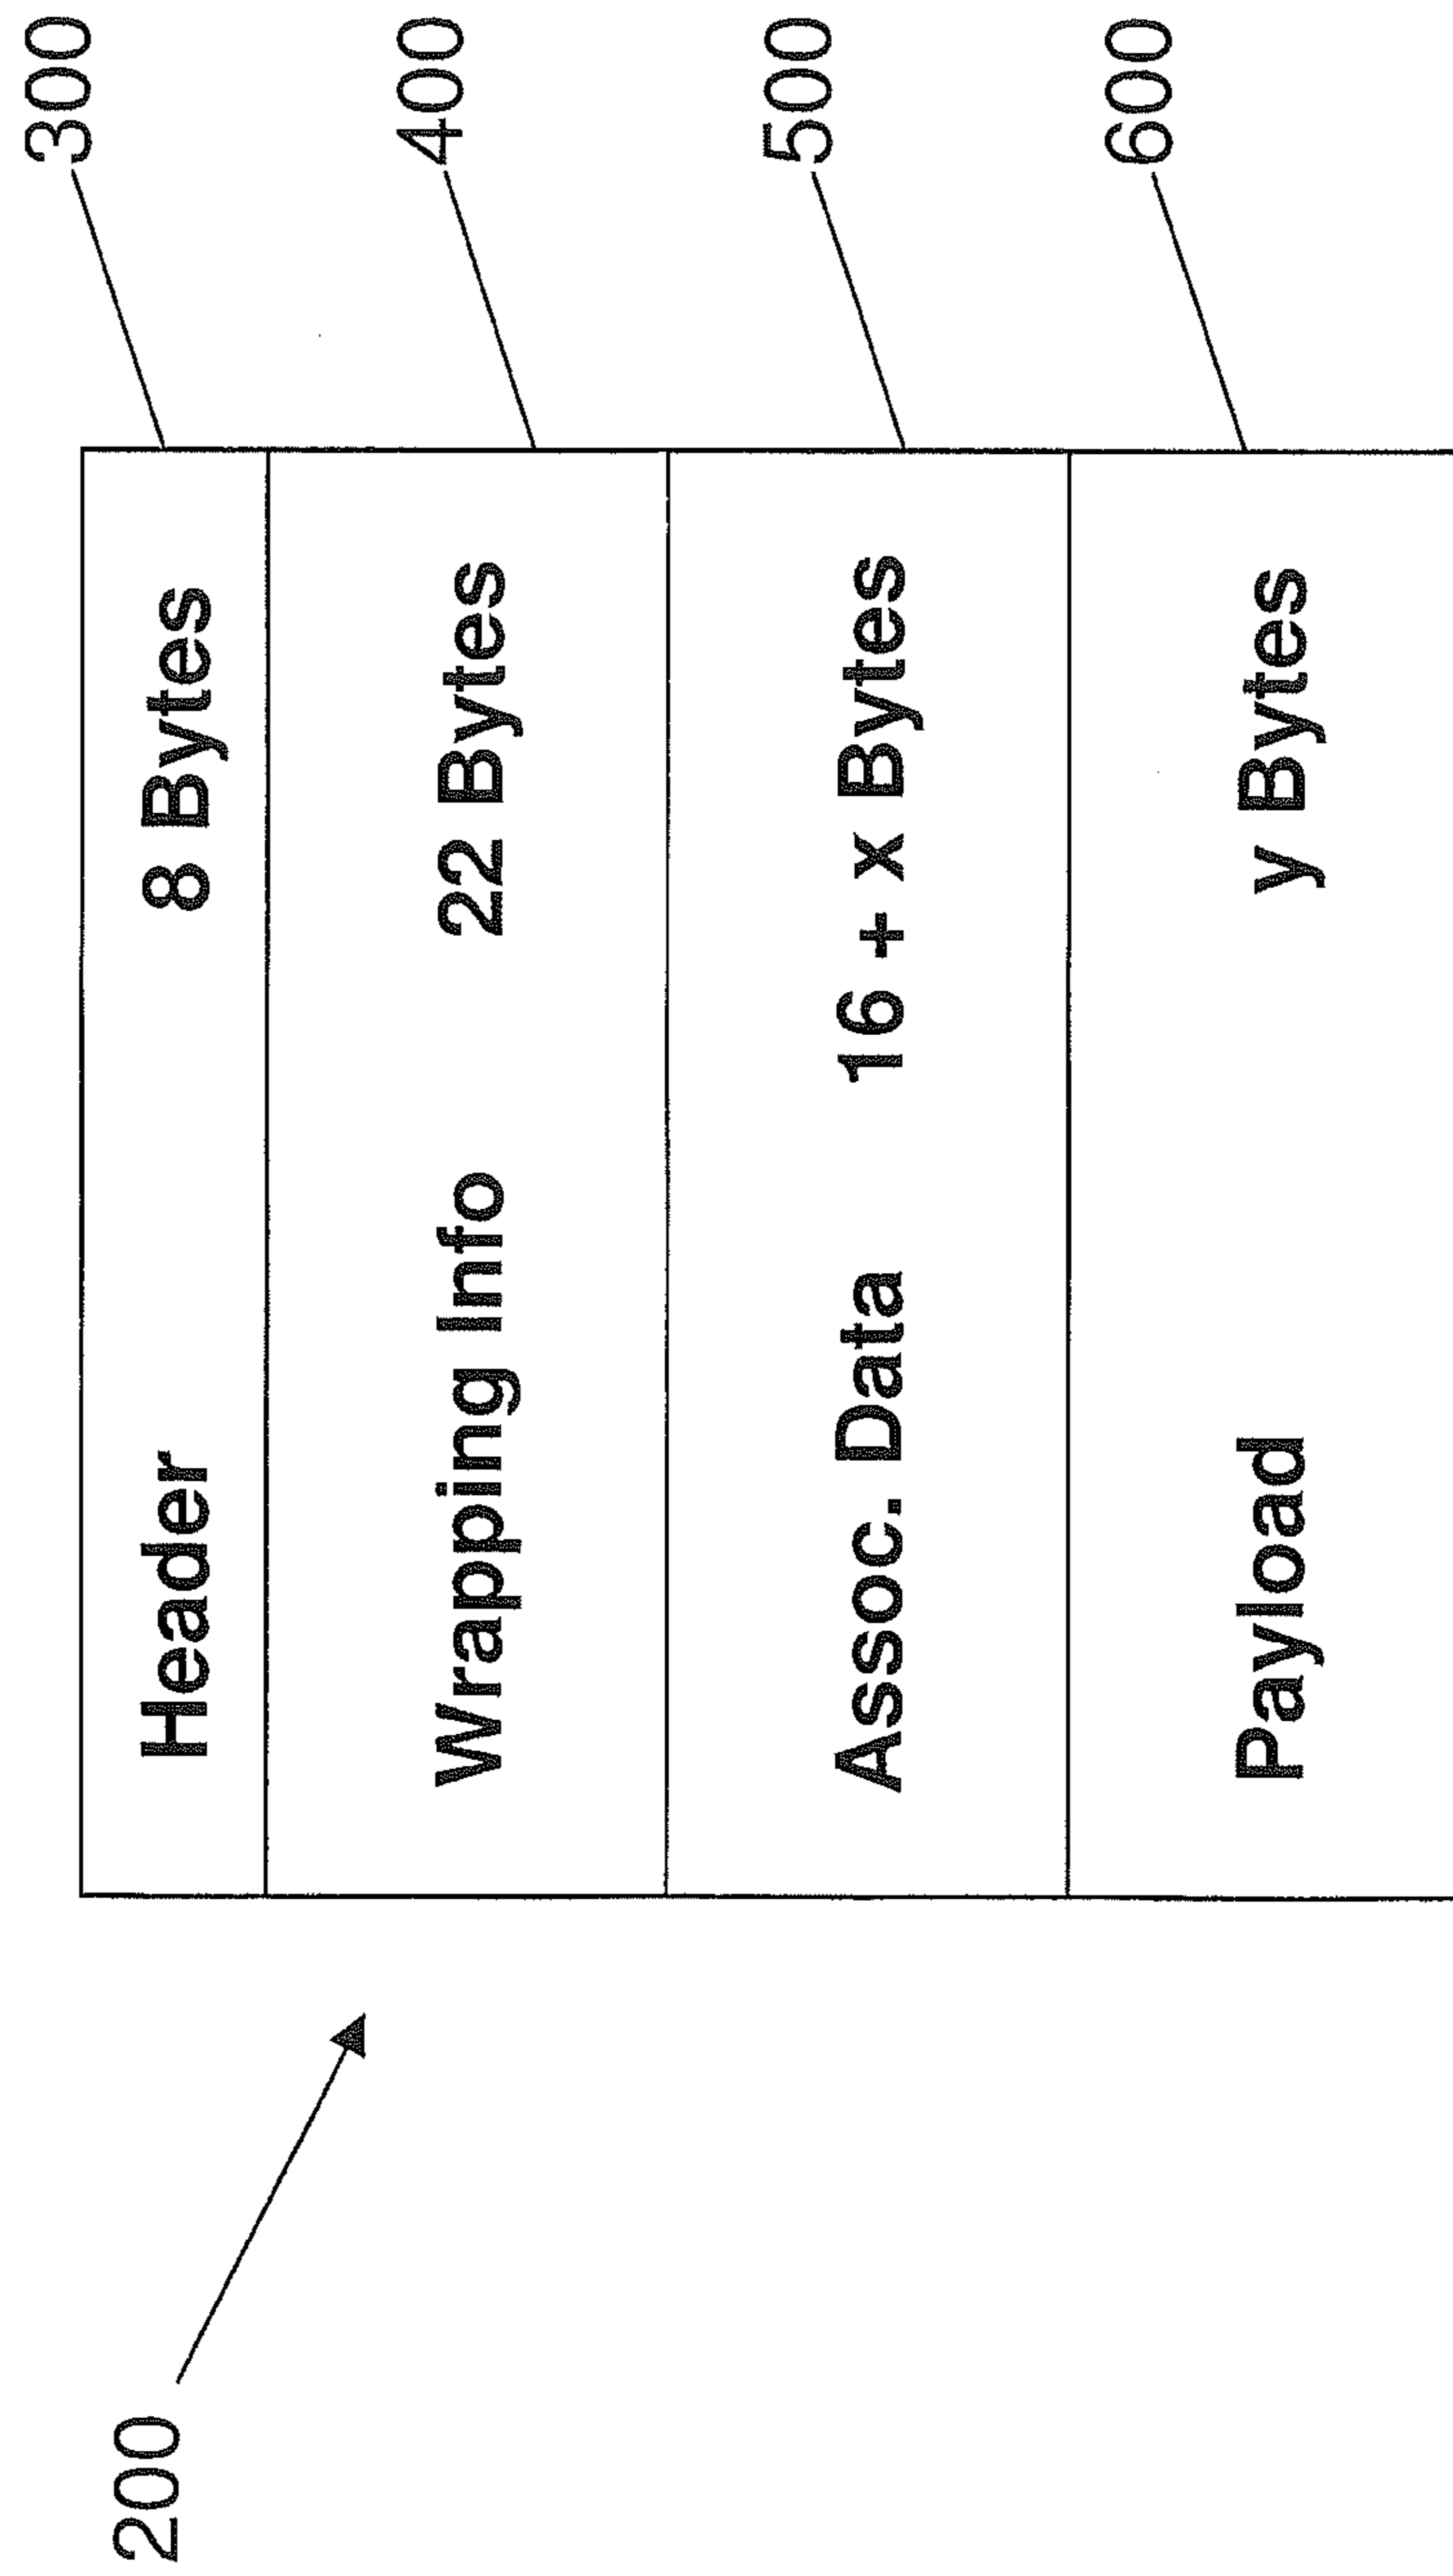 200
Header 8 Bytes 300
Wrapping Info 22 Bytes 400
Assoc. Data 16 + x Bytes 500
Payload y Bytes 600